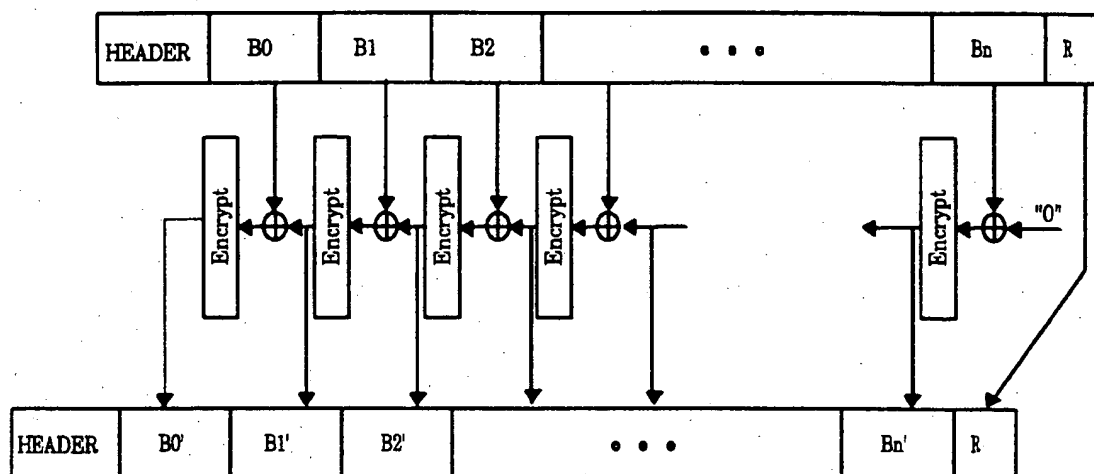 HEADER B0 B1 B2 • • • Bn R
Encrypt Encrypt Encrypt Encrypt Encrypt "0"
HEADER B0' B1' B2' • • • Bn' R